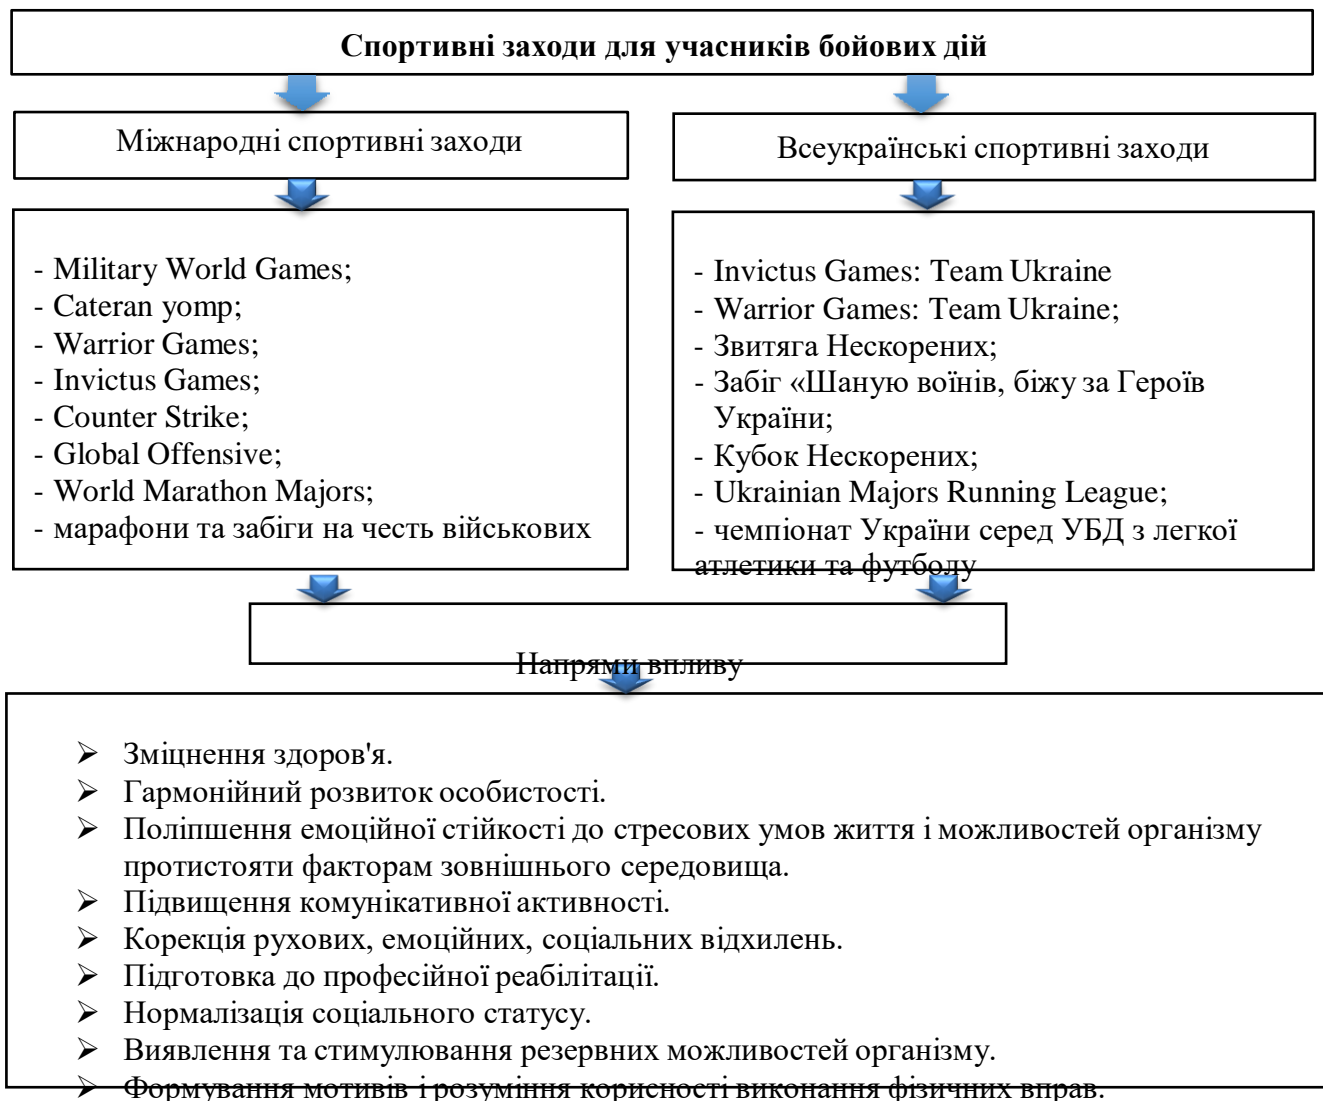 Спортивні заходи для учасників бойових дій
Міжнародні спортивні заходи
Всеукраїнські спортивні заходи
- Military World Games;
- Cateran yomp;
- Warrior Games;
- Invictus Games;
- Counter Strike;
- Global Offensive;
- World Marathon Majors;
- марафони та забіги на честь військових
- Invictus Games: Team Ukraine
- Warrior Games: Team Ukraine;
- Звитяга Нескорених;
- Забіг «Шаную воїнів, біжу за Героїв
України;
- Кубок Нескорених;
- Ukrainian Majors Running League;
- чемпіонат України серед УБД з легкої
атлетики та футболу
Напрями впливу
➢ Зміцнення здоров'я.
➢ Гармонійний розвиток особистості.
➢ Поліпшення емоційної стійкості до стресових умов життя і можливостей організму
протистояти факторам зовнішнього середовища.
➢ Підвищення комунікативної активності.
➢ Корекція рухових, емоційних, соціальних відхилень.
➢ Підготовка до професійної реабілітації.
➢ Нормалізація соціального статусу.
➢ Виявлення та стимулювання резервних можливостей організму.
➢ Формування мотивів і розуміння корисності виконання фізичних вправ.